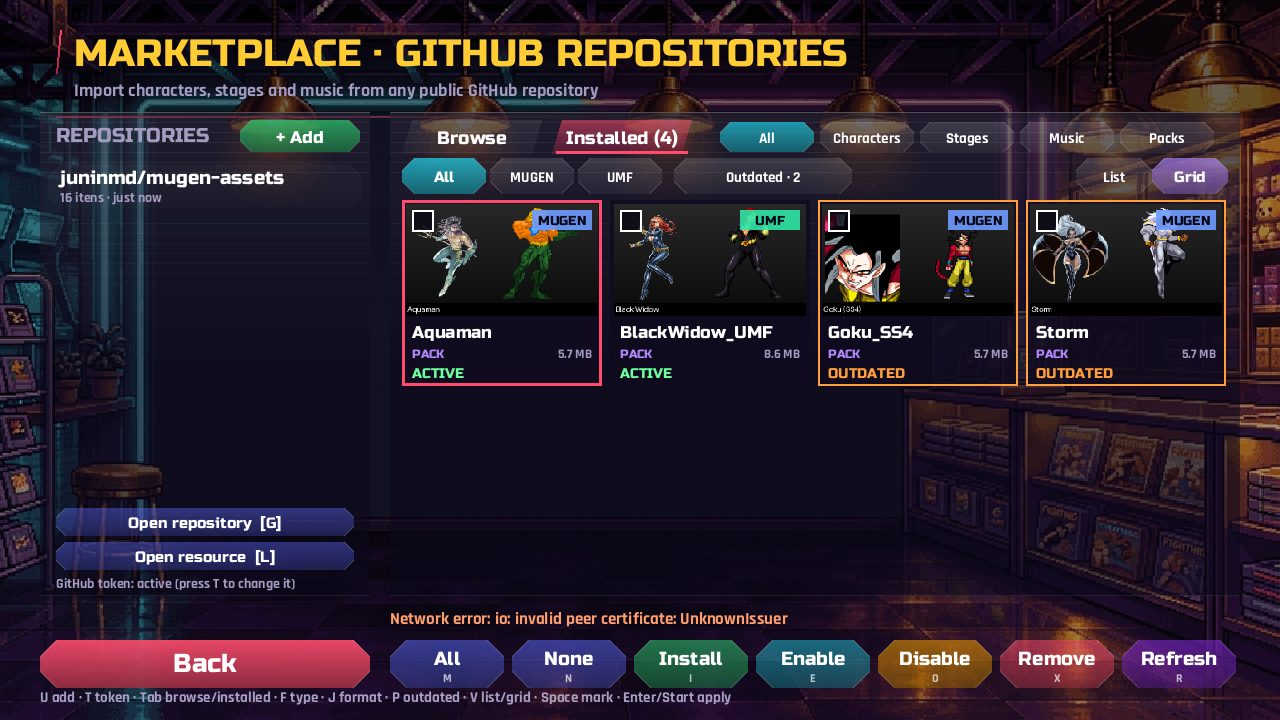 MARKETPLACE · GITHUB REPOSITORIES
Import characters, stages and music from any public GitHub repository
REPOSITORIES
+ Add
juninmd/mugen-assets
16 itens · just now
Browse
Installed (4)
All
Characters
Stages
Music
Packs
All
MUGEN
UMF
Outdated · 2
List
Grid
MUGEN
Aquaman
Aquaman
PACK 5.7 MB
ACTIVE
UMF
Black Widow
BlackWidow_UMF
PACK 8.6 MB
ACTIVE
MUGEN
Goku (SS4)
Goku_SS4
PACK 5.7 MB
OUTDATED
MUGEN
Storm
Storm
PACK 5.7 MB
OUTDATED
Open repository [G]
Open resource [L]
GitHub token: active (press T to change it)
Network error: io: invalid peer certificate: UnknownIssuer
Back
All
M
None
N
Install
I
Enable
E
Disable
O
Remove
X
Refresh
R
U add · T token · Tab browse/installed · F type · J format · P outdated · V list/grid · Space mark · Enter/Start apply